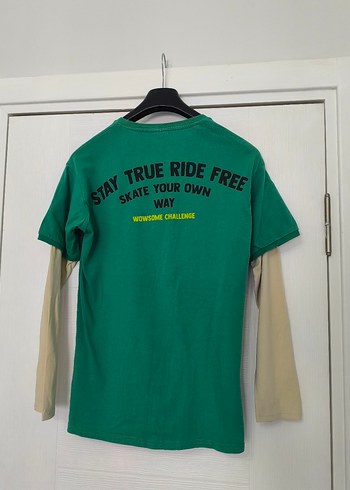 STAY TRUE RIDE FREE
SKATE YOUR OWN
WAY
WOWSOME CHALLENGE